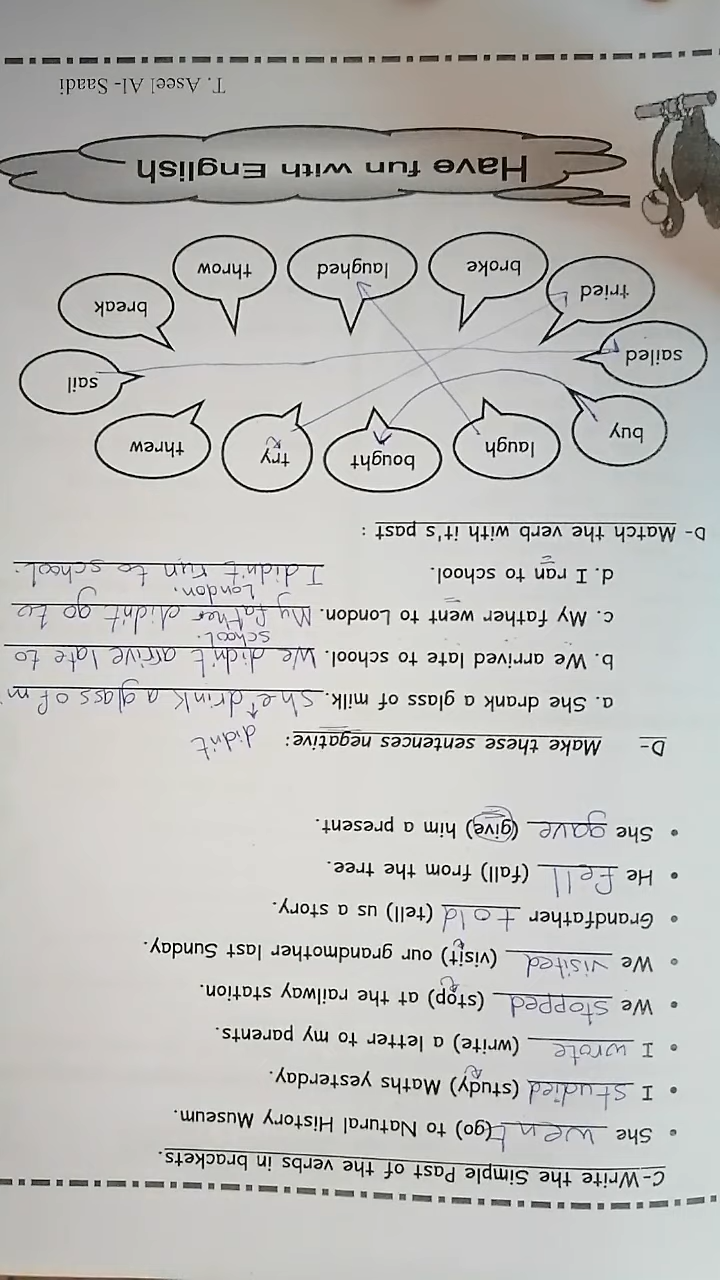 C-Write the Simple Past of the verbs in brackets.
• She went (go) to Natural History Museum.
• I studied (study) Maths yesterday.
• I wrote (write) a letter to my parents.
• We stopped (stop) at the railway station.
• We visited (visit) our grandmother last Sunday.
• Grandfather told (tell) us a story.
• He fell (fall) from the tree.
• She gave (give) him a present.
D- Make these sentences negative:
didn't
a. She drank a glass of milk. She drink a glass of
b. We arrived late to school. We didn't arrive late to
school.
c. My father went to London. My father didn't go to
London.
d. I ran to school. I didn't run to school.
D- Match the verb with it's past :
buy laugh bought try threw
sailed sail
tried broke laughed throw break
Have fun with English
T. Aseel Al- Saadi